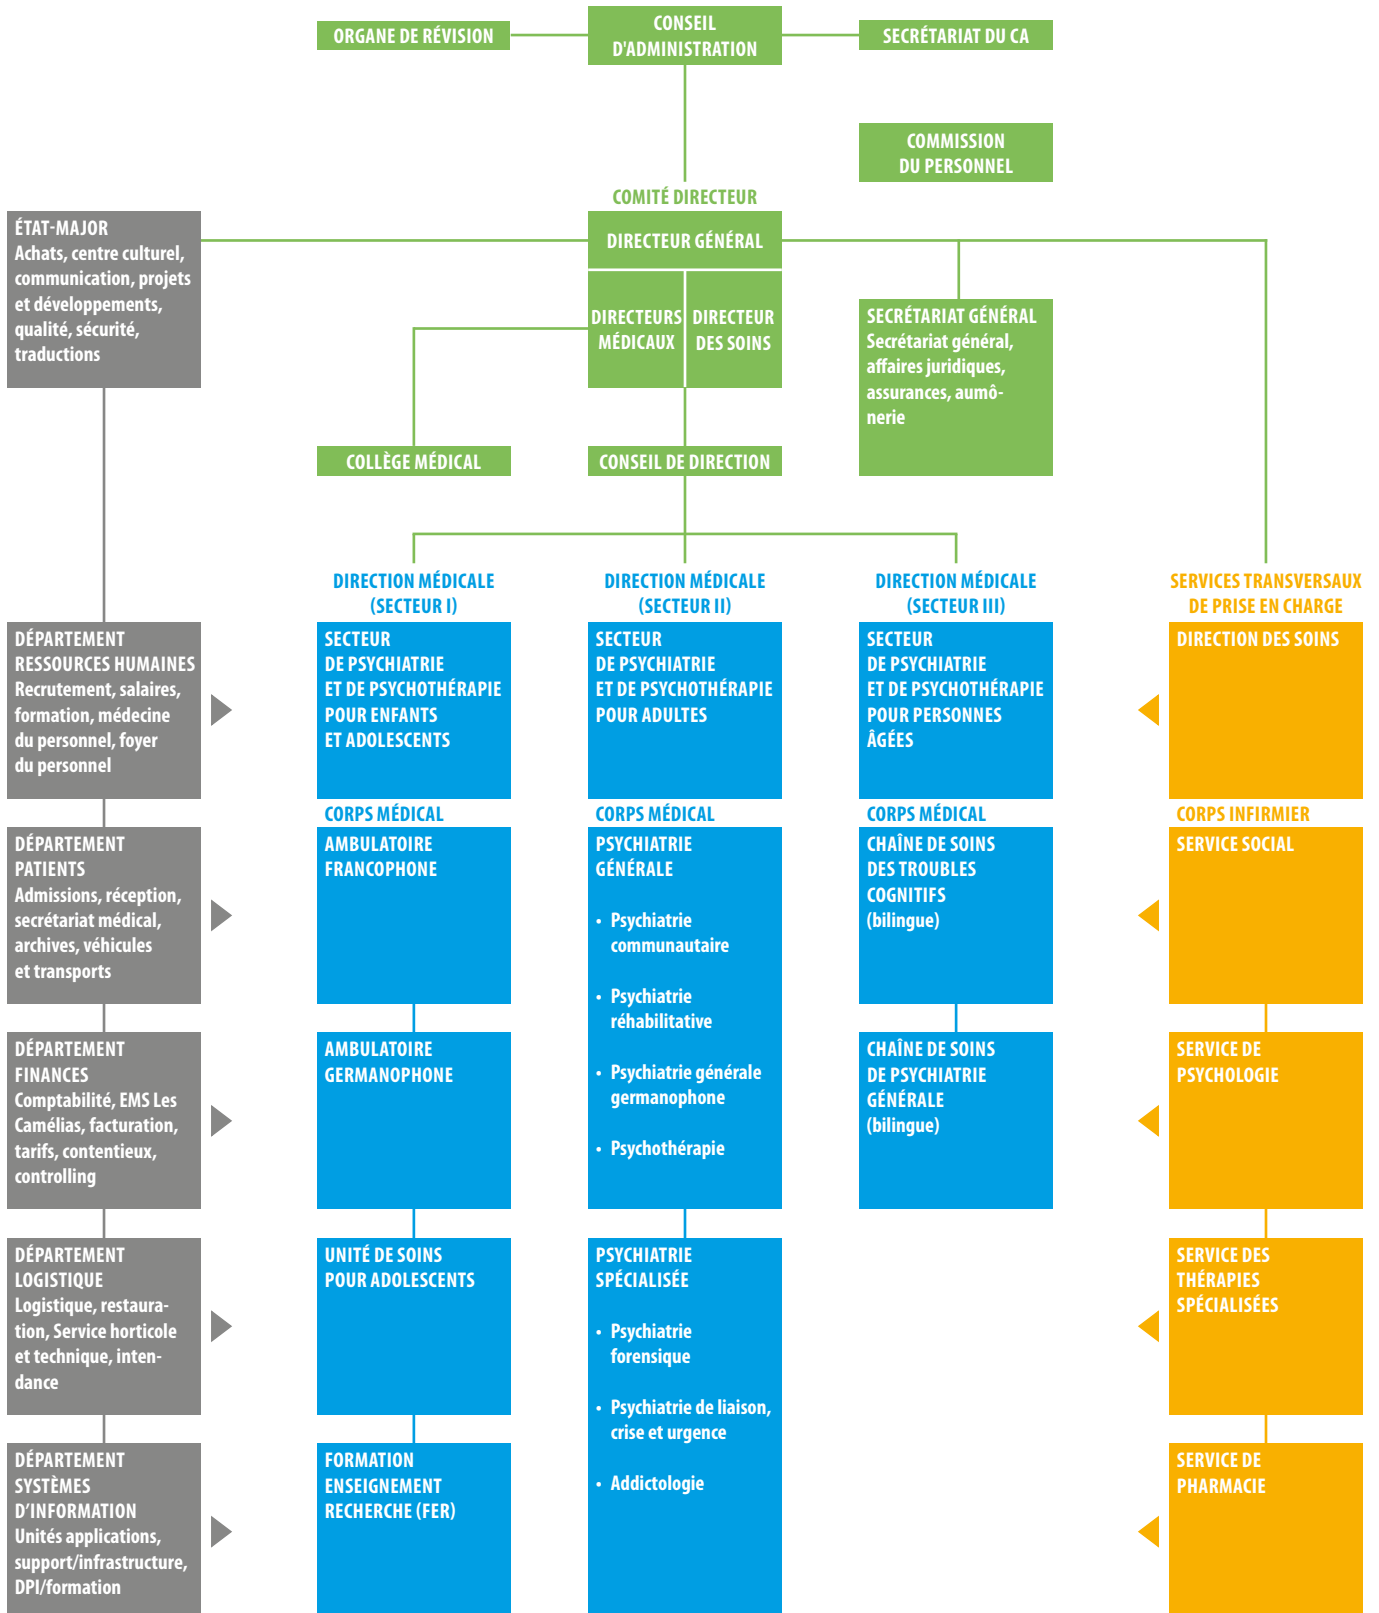 ORGANE DE RÉVISION
CONSEIL
D'ADMINISTRATION
SECRÉTARIAT DU CA
COMMISSION
DU PERSONNEL
COMITÉ DIRECTEUR
DIRECTEUR GÉNÉRAL
DIRECTEURS
MÉDICAUX
DIRECTEUR
DES SOINS
ÉTAT-MAJOR
Achats, centre culturel,
communication, projets
et développements,
qualité, sécurité,
traductions
SECRÉTARIAT GÉNÉRAL
Secrétariat général,
affaires juridiques,
assurances, aumô-
nerie
COLLÈGE MÉDICAL
CONSEIL DE DIRECTION
DÉPARTEMENT
RESSOURCES HUMAINES
Recrutement, salaires,
formation, médecine
du personnel, foyer
du personnel
DÉPARTEMENT
PATIENTS
Admissions, réception,
secrétariat médical,
archives, véhicules
et transports
DÉPARTEMENT
FINANCES
Comptabilité, EMS Les
Camélias, facturation,
tarifs, contentieux,
controlling
DÉPARTEMENT
LOGISTIQUE
Logistique, restaura-
tion, Service horticole
et technique, inten-
dance
DÉPARTEMENT
SYSTÈMES
D’INFORMATION
Unités applications,
support/infrastructure,
DPI/formation
DIRECTION MÉDICALE
(SECTEUR I)
SECTEUR
DE PSYCHIATRIE
ET DE PSYCHOTHÉRAPIE
POUR ENFANTS
ET ADOLESCENTS
CORPS MÉDICAL
AMBULATOIRE
FRANCOPHONE
AMBULATOIRE
GERMANOPHONE
UNITÉ DE SOINS
POUR ADOLESCENTS
FORMATION
ENSEIGNEMENT
RECHERCHE (FER)
DIRECTION MÉDICALE
(SECTEUR II)
SECTEUR
DE PSYCHIATRIE
ET DE PSYCHOTHÉRAPIE
POUR ADULTES
CORPS MÉDICAL
PSYCHIATRIE
GÉNÉRALE
• Psychiatrie
communautaire
• Psychiatrie
réhabilitative
• Psychiatrie générale
germanophone
• Psychothérapie
PSYCHIATRIE
SPÉCIALISÉE
• Psychiatrie
forensique
• Psychiatrie de liaison,
crise et urgence
• Addictologie
DIRECTION MÉDICALE
(SECTEUR III)
SECTEUR
DE PSYCHIATRIE
ET DE PSYCHOTHÉRAPIE
POUR PERSONNES
ÂGÉES
CORPS MÉDICAL
CHAÎNE DE SOINS
DES TROUBLES
COGNITIFS
(bilingue)
CHAÎNE DE SOINS
DE PSYCHIATRIE
GÉNÉRALE
(bilingue)
SERVICES TRANSVERSAUX
DE PRISE EN CHARGE
DIRECTION DES SOINS
CORPS INFIRMIER
SERVICE SOCIAL
SERVICE DE
PSYCHOLOGIE
SERVICE DES
THÉRAPIES
SPÉCIALISÉES
SERVICE DE
PHARMACIE